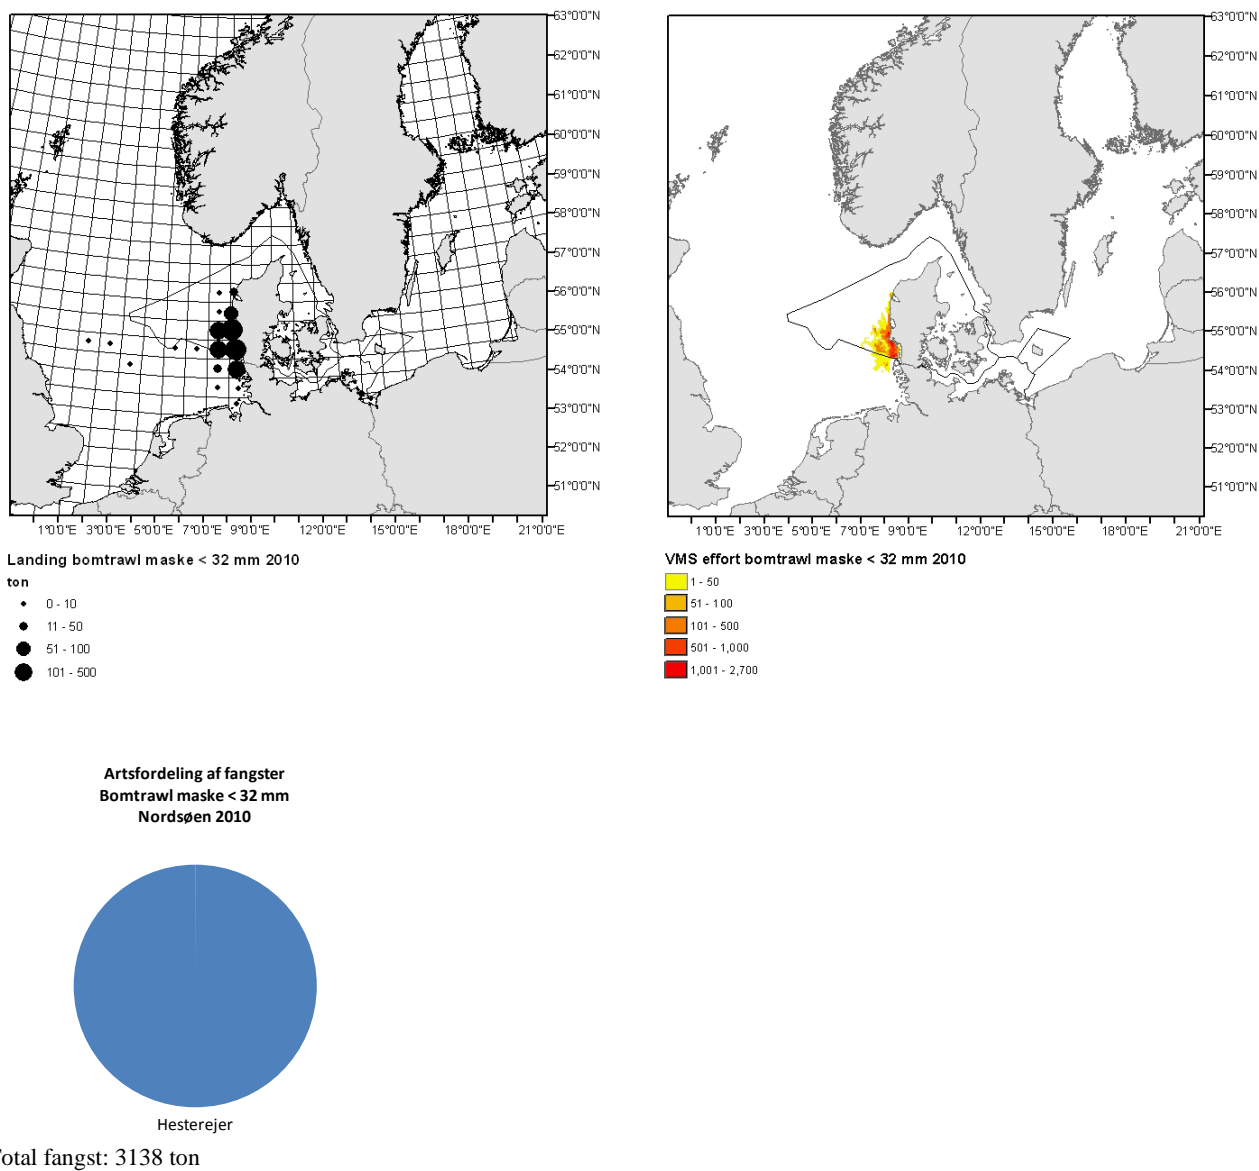 63°0'0"N
62°0'0"N
61°0'0"N
60°0'0"N
59°0'0"N
58°0'0"N
57°0'0"N
56°0'0"N
55°0'0"N
54°0'0"N
53°0'0"N
52°0'0"N
51°0'0"N
1°0'0"E 3°0'0"E 5°0'0"E 7°0'0"E 9°0'0"E 12°0'0"E 15°0'0"E 18°0'0"E 21°0'0"E
Landing bomtrawl maske < 32 mm 2010
ton
0 - 10
11 - 50
51 - 100
101 - 500
63°0'0"N
62°0'0"N
61°0'0"N
60°0'0"N
59°0'0"N
58°0'0"N
57°0'0"N
56°0'0"N
55°0'0"N
54°0'0"N
53°0'0"N
52°0'0"N
51°0'0"N
1°0'0"E 3°0'0"E 5°0'0"E 7°0'0"E 9°0'0"E 12°0'0"E 15°0'0"E 18°0'0"E 21°0'0"E
VMS effort bomtrawl maske < 32 mm 2010
1 - 50
51 - 100
101 - 500
501 - 1,000
1,001 - 2,700
Artsfordeling af fangster
Bomtrawl maske < 32 mm
Nordsøen 2010
Hesterejer
otal fangst: 3138 ton